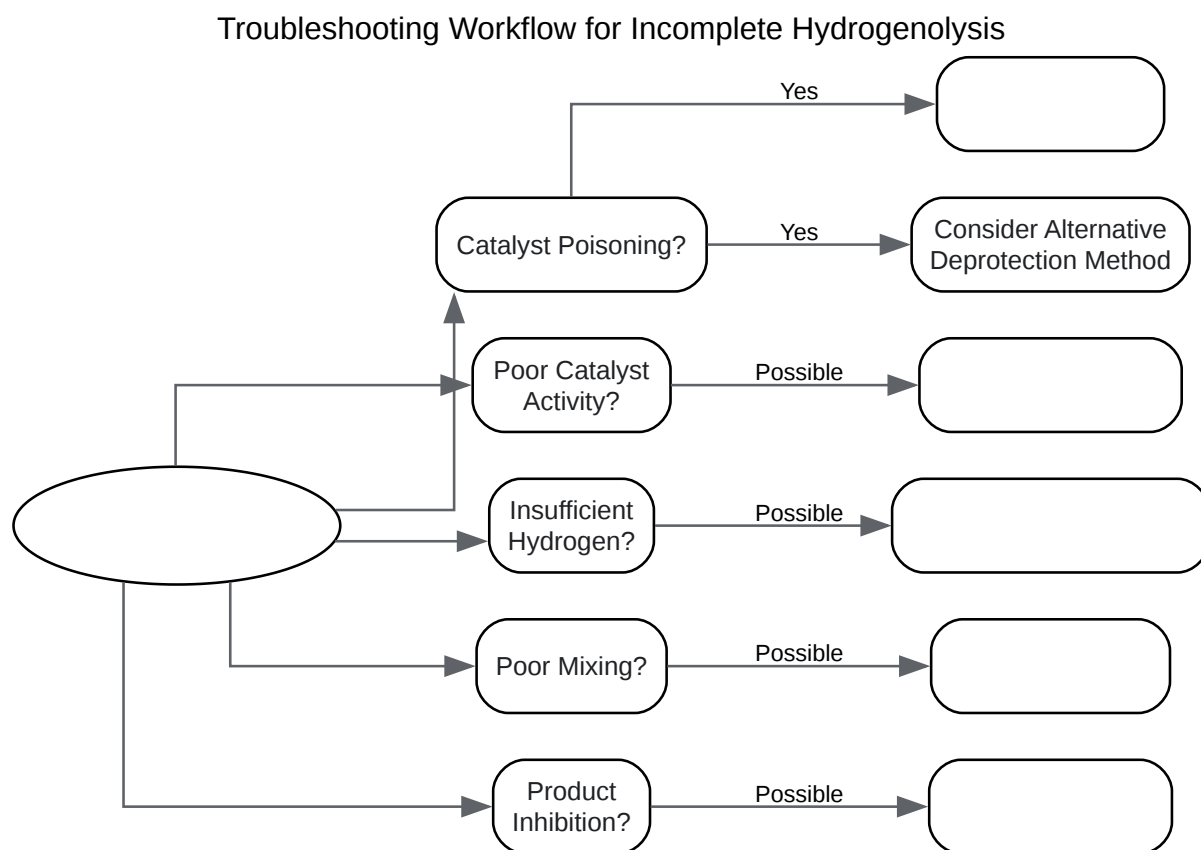 Troubleshooting Workflow for Incomplete Hydrogenolysis
Yes
Catalyst Poisoning?
Yes
Consider Alternative
Deprotection Method
Poor Catalyst
Activity?
Possible
Insufficient
Hydrogen?
Possible
Poor Mixing?
Possible
Product
Inhibition?
Possible